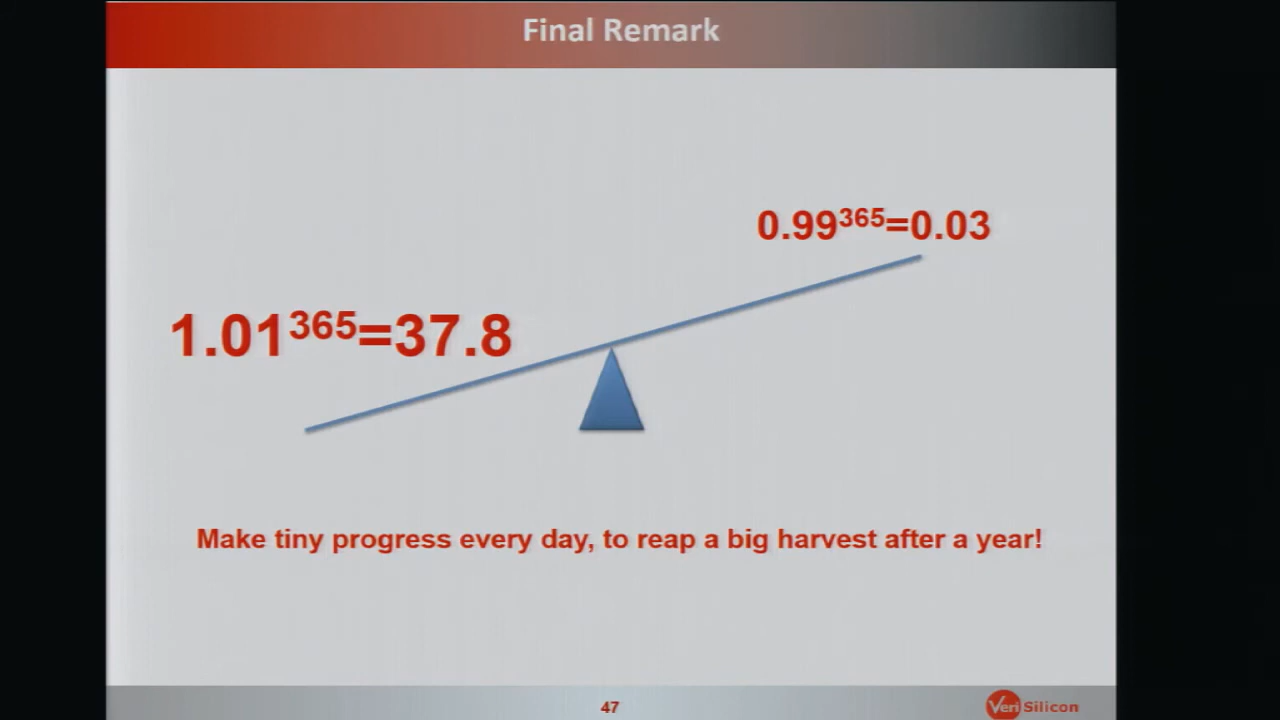 Final Remark
0.99³⁶⁵=0.03
1.01³⁶⁵=37.8
Make tiny progress every day, to reap a big harvest after a year!
47
VeriSilicon